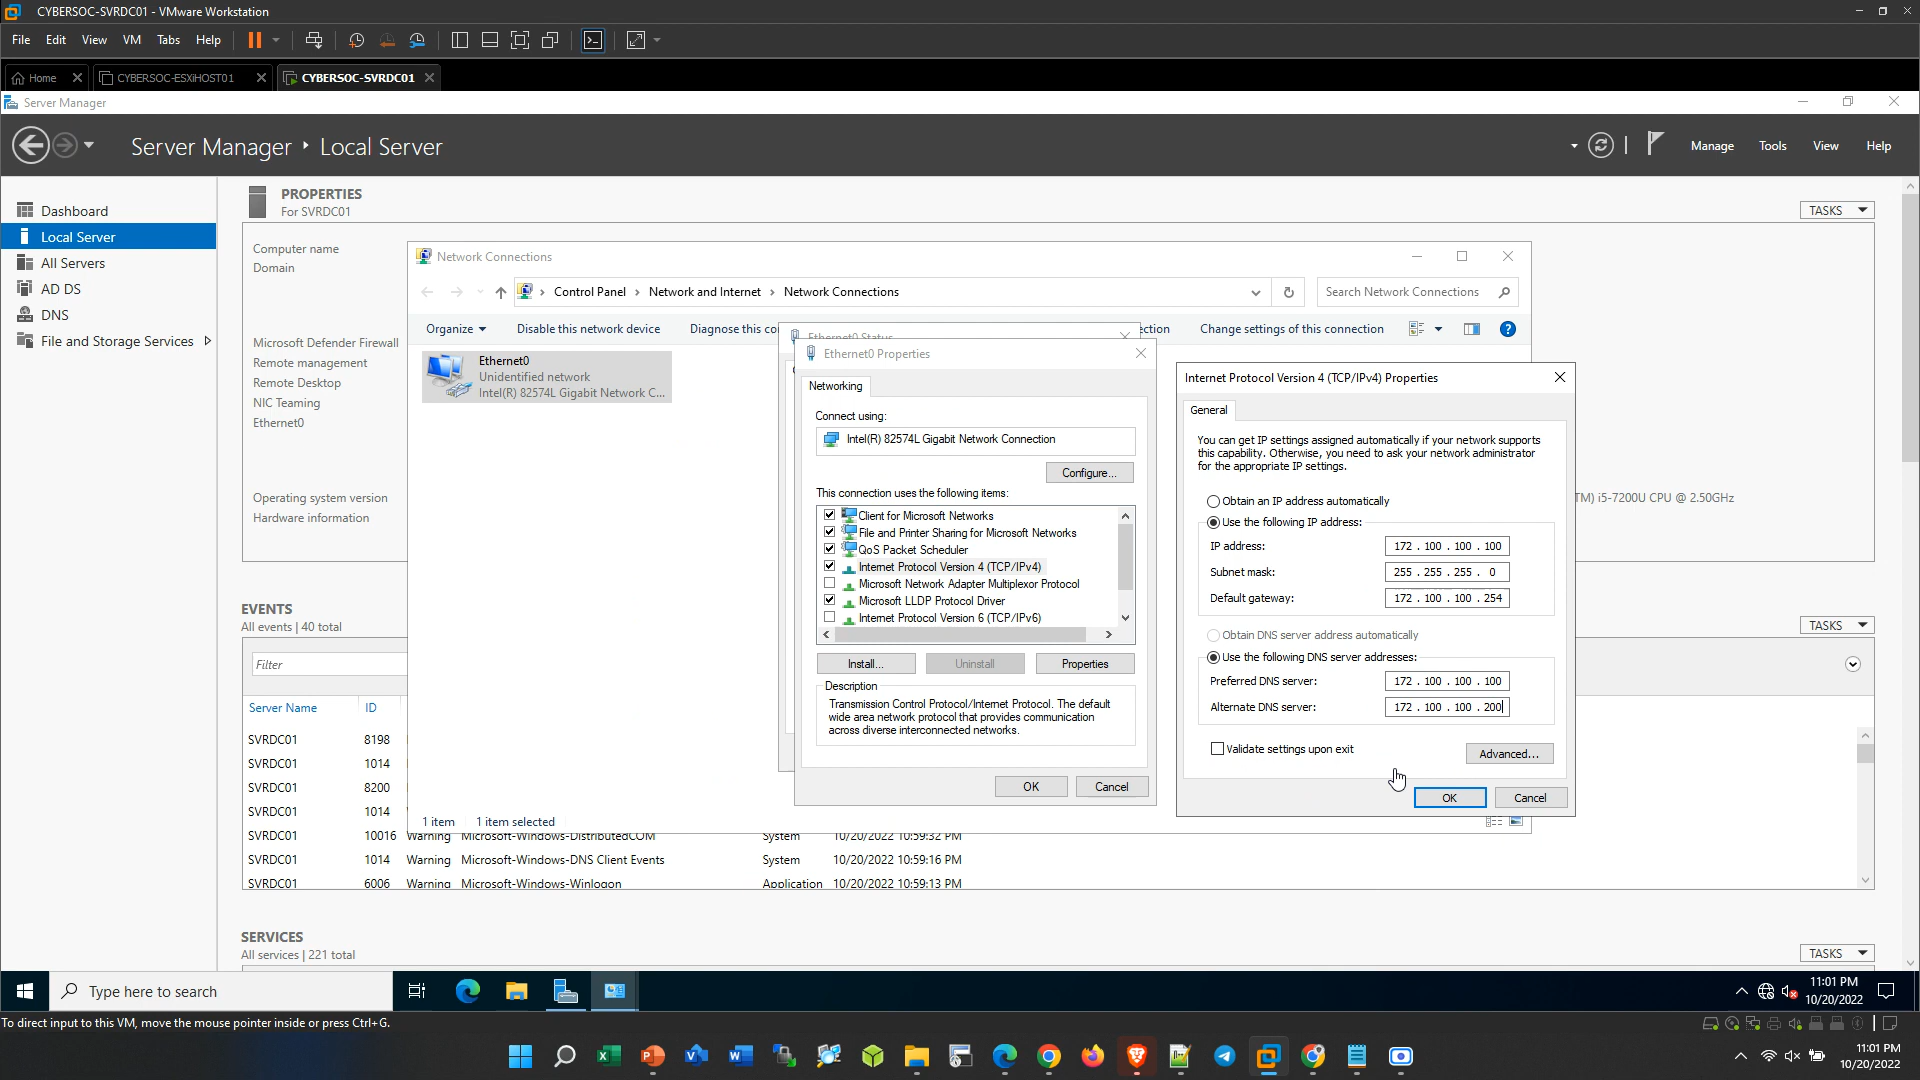 CYBERSOC-SVRDC01 - VMware Workstation
File Edit View VM Tabs Help
Home CYBERSOC-ESXiHOST01 CYBERSOC-SVRDC01
Server Manager
Server Manager Local Server
Manage Tools View Help
Dashboard
Local Server
All Servers
AD DS
DNS
File and Storage Services
PROPERTIES
For SVRDC01
TASKS
Computer name
Domain
Microsoft Defender Firewall
Remote management
Remote Desktop
NIC Teaming
Ethernet0
Operating system version
Hardware information
TM) i5-7200U CPU @ 2.50GHz
Network Connections
Control Panel Network and Internet Network Connections
Search Network Connections
Organize Disable this network device Diagnose this co ction Change settings of this connection
Ethernet0
Unidentified network
Intel(R) 82574L Gigabit Network C...
1 item 1 item selected
Ethernet0 Status
Ethernet0 Properties
Networking
Connect using:
Intel(R) 82574L Gigabit Network Connection
Configure...
This connection uses the following items:
Client for Microsoft Networks
File and Printer Sharing for Microsoft Networks
QoS Packet Scheduler
Internet Protocol Version 4 (TCP/IPv4)
Microsoft Network Adapter Multiplexor Protocol
Microsoft LLDP Protocol Driver
Internet Protocol Version 6 (TCP/IPv6)
Install... Uninstall Properties
Description
Transmission Control Protocol/Internet Protocol. The default
wide area network protocol that provides communication
across diverse interconnected networks.
OK Cancel
Internet Protocol Version 4 (TCP/IPv4) Properties
General
You can get IP settings assigned automatically if your network supports
this capability. Otherwise, you need to ask your network administrator
for the appropriate IP settings.
Obtain an IP address automatically
Use the following IP address:
IP address: 172 . 100 . 100 . 100
Subnet mask: 255 . 255 . 255 . 0
Default gateway: 172 . 100 . 100 . 254
Obtain DNS server address automatically
Use the following DNS server addresses:
Preferred DNS server: 172 . 100 . 100 . 100
Alternate DNS server: 172 . 100 . 100 . 200
Validate settings upon exit
Advanced...
OK Cancel
EVENTS
All events | 40 total
TASKS
Filter
Server Name ID
SVRDC01 8198
SVRDC01 1014
SVRDC01 8200
SVRDC01 1014
SVRDC01 10016 Warning Microsoft-Windows-DistributedCOM System 10/20/2022 10:59:32 PM
SVRDC01 1014 Warning Microsoft-Windows-DNS Client Events System 10/20/2022 10:59:16 PM
SVRDC01 6006 Warning Microsoft-Windows-Winlogon Application 10/20/2022 10:59:13 PM
SERVICES
All services | 221 total
TASKS
Type here to search
11:01 PM
10/20/2022
To direct input to this VM, move the mouse pointer inside or press Ctrl+G.
11:01 PM
10/20/2022